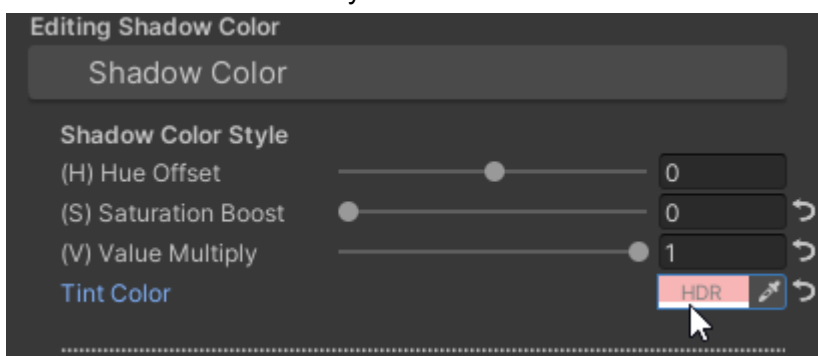 Editing Shadow Color
Shadow Color
Shadow Color Style
(H) Hue Offset 0
(S) Saturation Boost 0
(V) Value Multiply 1
Tint Color HDR